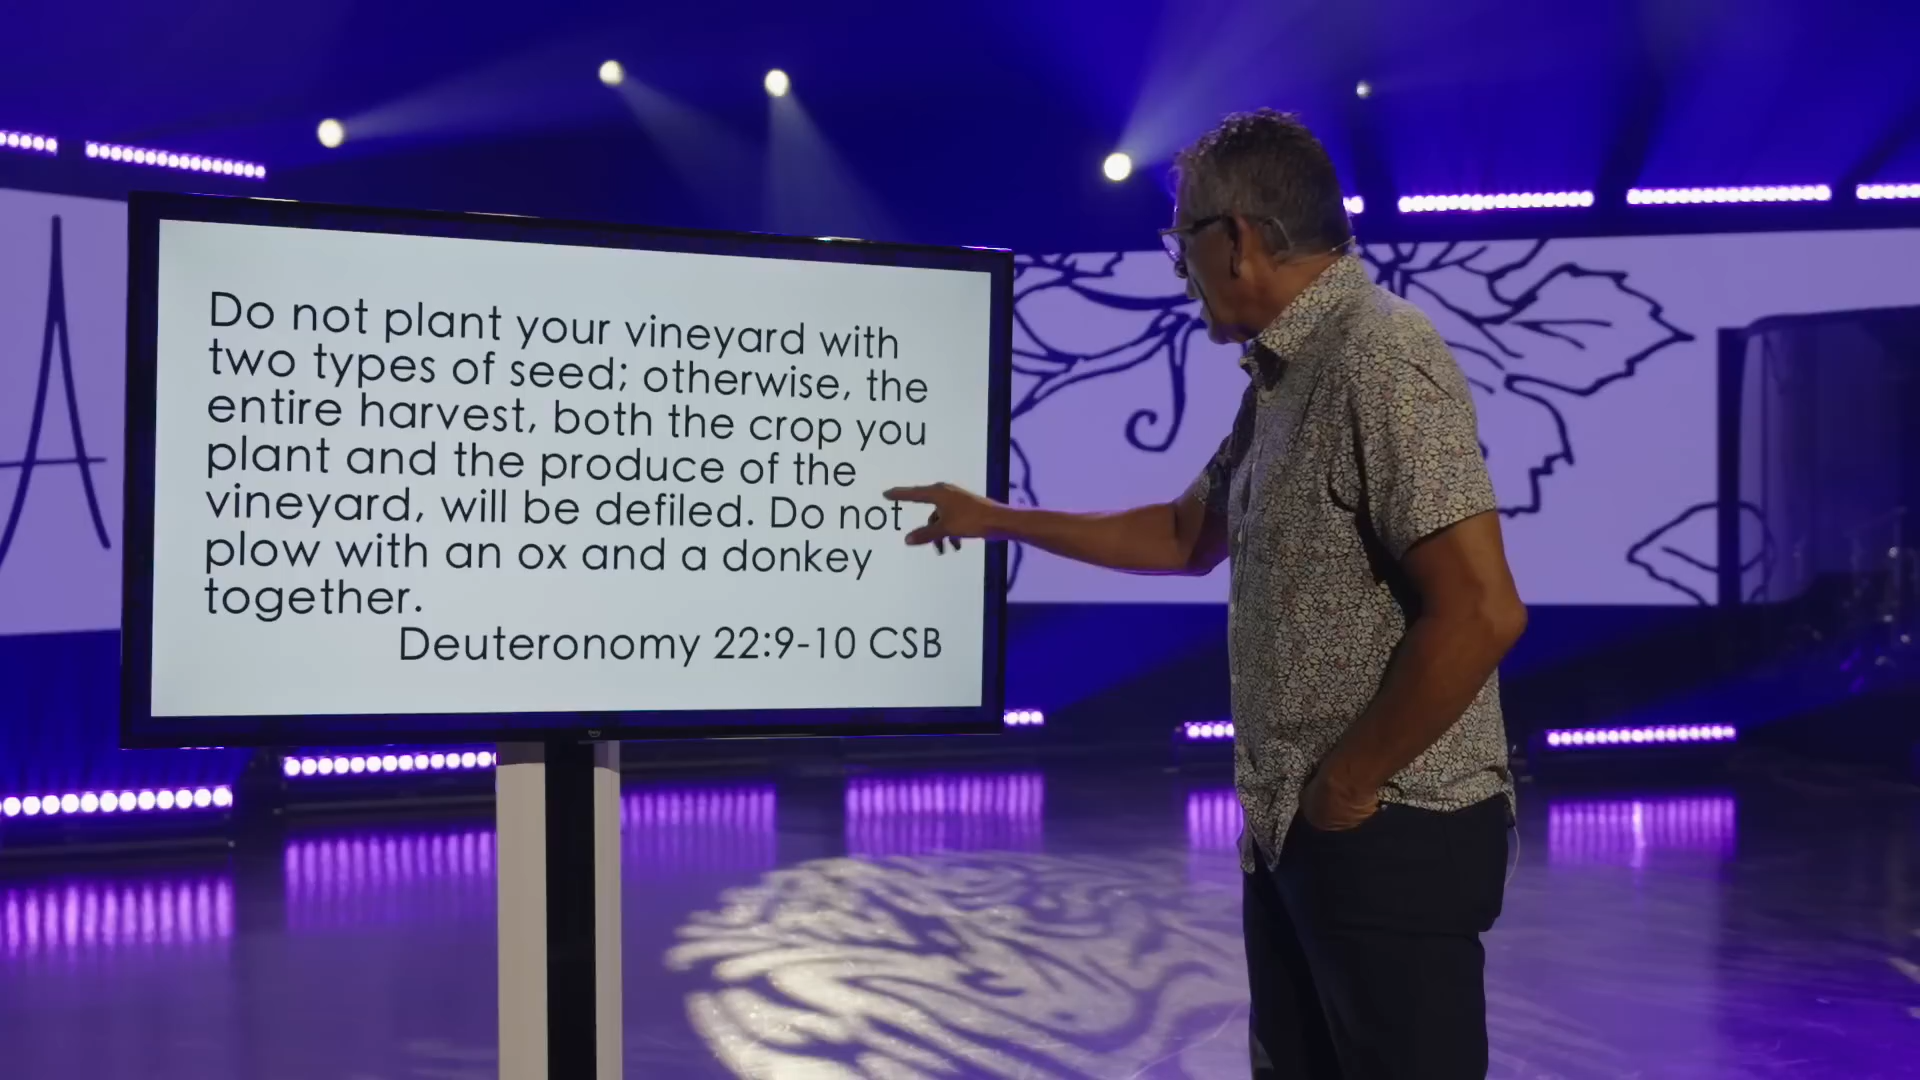 Do not plant your vineyard with
two types of seed; otherwise, the
entire harvest, both the crop you
plant and the produce of the
vineyard, will be defiled. Do not
plow with an ox and a donkey
together.
Deuteronomy 22:9-10 CSB
A